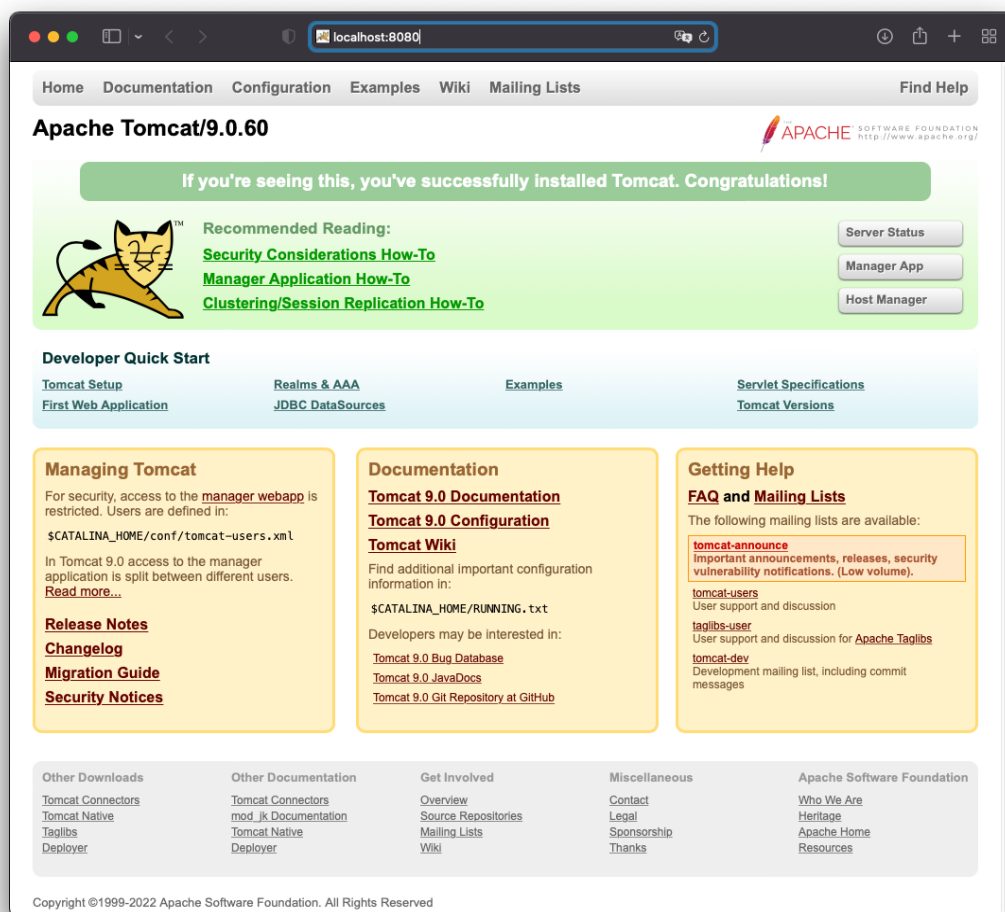 localhost:8080
Home Documentation Configuration Examples Wiki Mailing Lists Find Help
Apache Tomcat/9.0.60
THE
APACHE SOFTWARE FOUNDATION
http://www.apache.org/
If you're seeing this, you've successfully installed Tomcat. Congratulations!
TM
Recommended Reading:
Security Considerations How-To
Manager Application How-To
Clustering/Session Replication How-To
Server Status
Manager App
Host Manager
Developer Quick Start
Tomcat Setup
First Web Application
Realms & AAA
JDBC DataSources
Examples
Servlet Specifications
Tomcat Versions
Managing Tomcat
For security, access to the manager webapp is
restricted. Users are defined in:
$CATALINA_HOME/conf/tomcat-users.xml
In Tomcat 9.0 access to the manager
application is split between different users.
Read more...
Release Notes
Changelog
Migration Guide
Security Notices
Documentation
Tomcat 9.0 Documentation
Tomcat 9.0 Configuration
Tomcat Wiki
Find additional important configuration
information in:
$CATALINA_HOME/RUNNING.txt
Developers may be interested in:
Tomcat 9.0 Bug Database
Tomcat 9.0 JavaDocs
Tomcat 9.0 Git Repository at GitHub
Getting Help
FAQ and Mailing Lists
The following mailing lists are available:
tomcat-announce
Important announcements, releases, security
vulnerability notifications. (Low volume).
tomcat-users
User support and discussion
taglibs-user
User support and discussion for Apache Taglibs
tomcat-dev
Development mailing list, including commit
messages
Other Downloads
Tomcat Connectors
Tomcat Native
Taglibs
Deployer
Other Documentation
Tomcat Connectors
mod_jk Documentation
Tomcat Native
Deployer
Get Involved
Overview
Source Repositories
Mailing Lists
Wiki
Miscellaneous
Contact
Legal
Sponsorship
Thanks
Apache Software Foundation
Who We Are
Heritage
Apache Home
Resources
Copyright ©1999-2022 Apache Software Foundation. All Rights Reserved